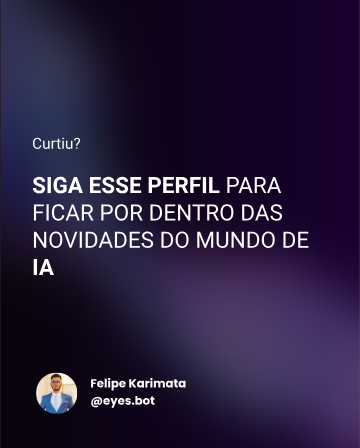 Curtiu?
SIGA ESSE PERFIL PARA
FICAR POR DENTRO DAS
NOVIDADES DO MUNDO DE
IA
Felipe Karimata
@eyes.bot